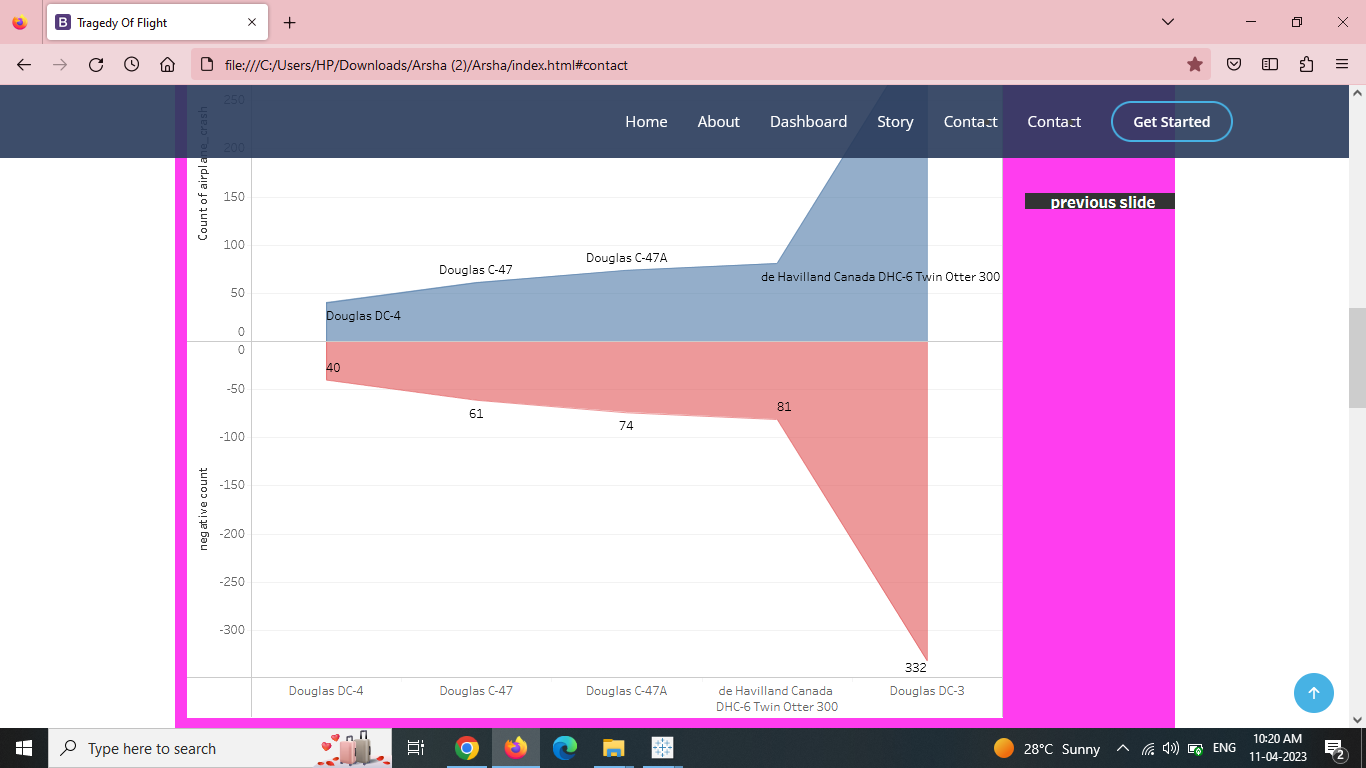 Tragedy Of Flight
file:///C:/Users/HP/Downloads/Arsha (2)/Arsha/index.html#contact
Home About Dashboard Story Contact Contact Get Started
250
200
150
100
50
0
Count of airplane_crash
Douglas DC-4
Douglas C-47
Douglas C-47A
de Havilland Canada DHC-6 Twin Otter 300
previous slide
0
-50
-100
-150
-200
-250
-300
negative count
40
61
74
81
332
Douglas DC-4
Douglas C-47
Douglas C-47A
de Havilland Canada
DHC-6 Twin Otter 300
Douglas DC-3
Type here to search
28°C Sunny
ENG
10:20 AM
11-04-2023
2